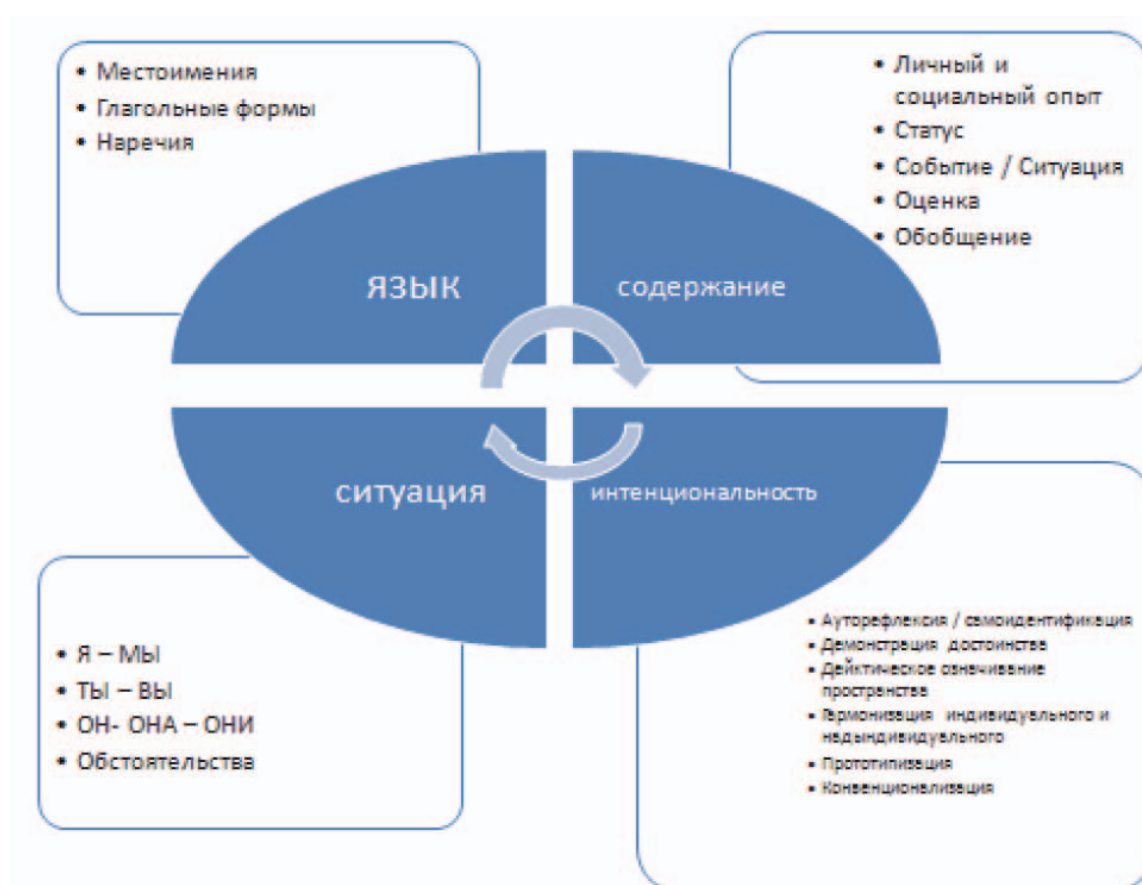 • Местоимения
• Глагольные формы
• Наречия
• Личный и
социальный опыт
• Статус
• Событие / Ситуация
• Оценка
• Обобщение
язык
содержание
ситуация
интенциональность
• Я – МЫ
• ТЫ – ВЫ
• ОН- ОНА – ОНИ
• Обстоятельства
• Ауторефлексия / самоидентификация
• Демонстрация достоинства
• Дейктическое означивание
пространства
• Гармонизация индивидуального и
надындивидуального
• Прототипизация
• Конвенционализация